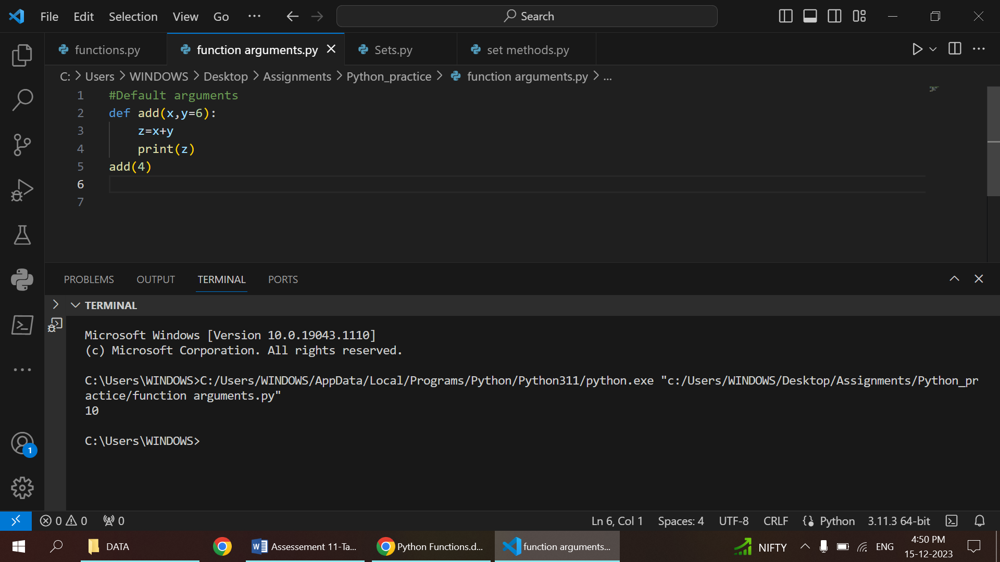 File Edit Selection View Go ... Search
functions.py function arguments.py Sets.py set methods.py
C: > Users > WINDOWS > Desktop > Assignments > Python_practice > function arguments.py > ...
1 #Default arguments
2 def add(x,y=6):
3 z=x+y
4 print(z)
5 add(4)
6
7
PROBLEMS OUTPUT TERMINAL PORTS
TERMINAL
Microsoft Windows [Version 10.0.19043.1110]
(c) Microsoft Corporation. All rights reserved.
C:\Users\WINDOWS>C:/Users/WINDOWS/AppData/Local/Programs/Python/Python311/python.exe "c:/Users/WINDOWS/Desktop/Assignments/Python_pr
actice/function arguments.py"
10
C:\Users\WINDOWS>
1
0 0 0 Ln 6, Col 1 Spaces: 4 UTF-8 CRLF Python 3.11.3 64-bit
DATA Assessement 11-Ta... Python Functions.d... function arguments... NIFTY ENG 4:50 PM
15-12-2023